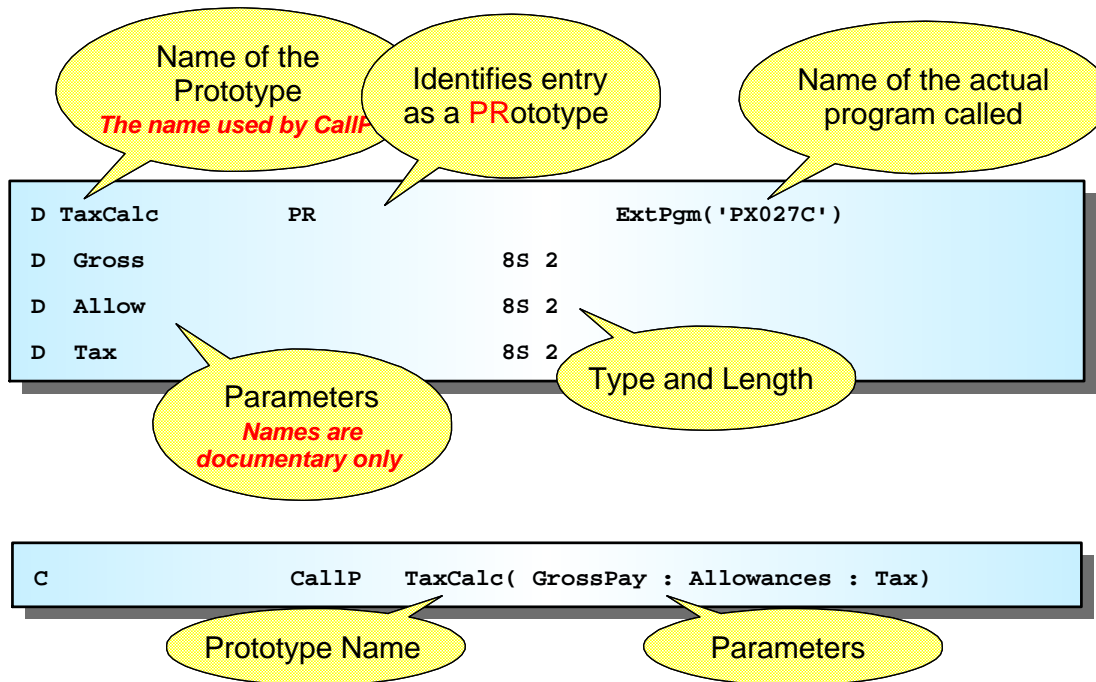 Name of the
Prototype
The name used by CallP
Identifies entry
as a PRototype
Name of the actual
program called
D TaxCalc PR ExtPgm('PX027C')
D Gross 8S 2
D Allow 8S 2
D Tax 8S 2
Parameters
Names are
documentary only
Type and Length
C CallP TaxCalc( GrossPay : Allowances : Tax)
Prototype Name
Parameters